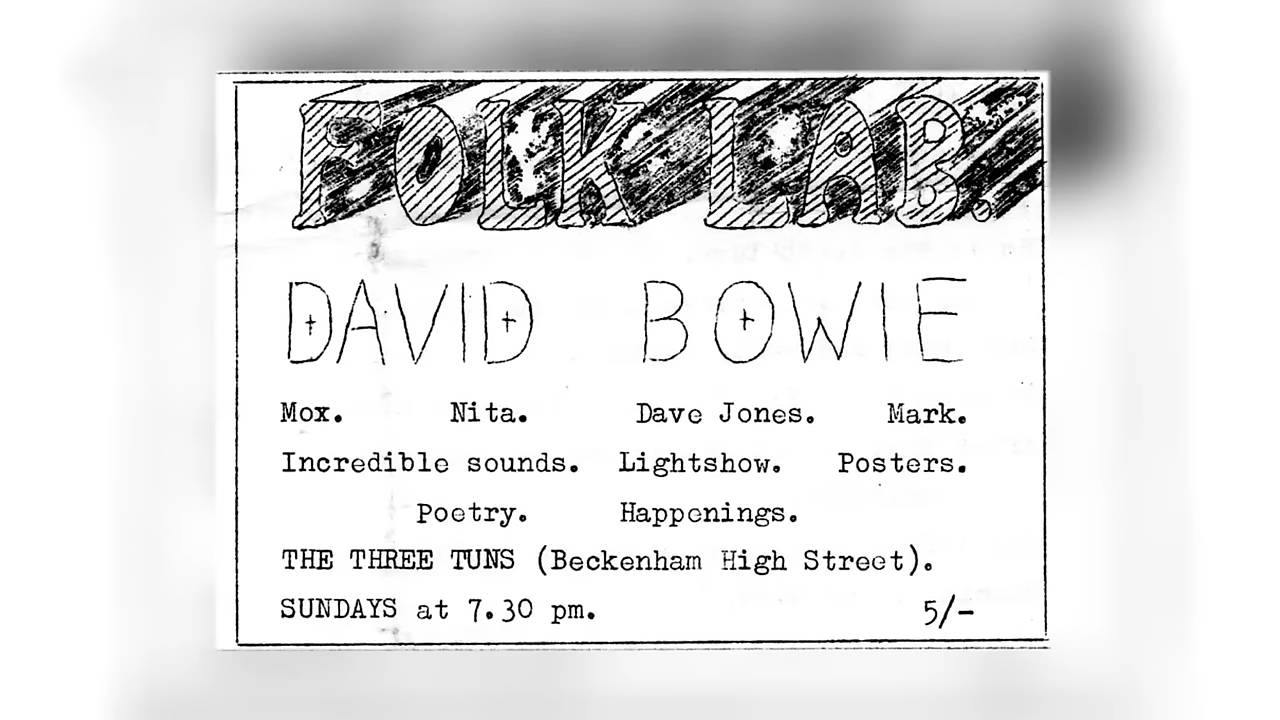 FOLK LAB.
DAVID BOWIE
Mox. Nita. Dave Jones. Mark.
Incredible sounds. Lightshow. Posters.
Poetry. Happenings.
THE THREE TUNS (Beckenham High Street).
SUNDAYS at 7.30 pm. 5/-